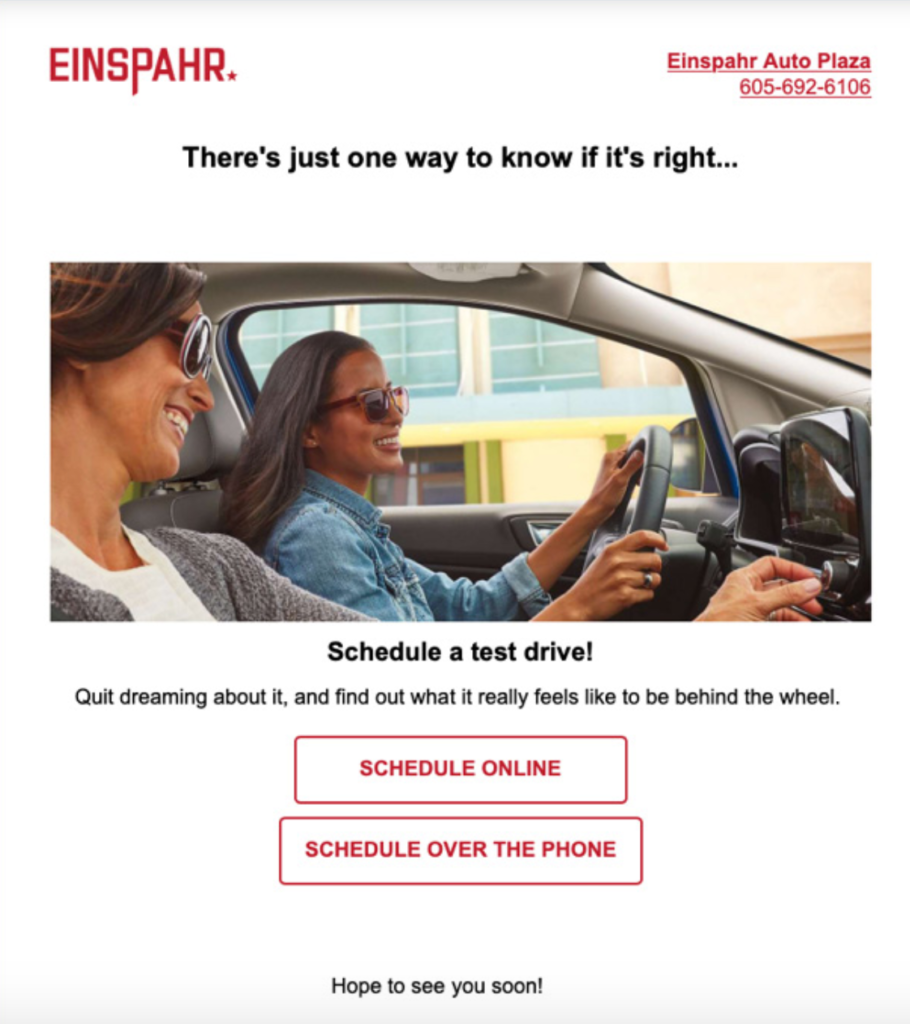 EINSPAHR
Einspahr Auto Plaza
605-692-6106
There's just one way to know if it's right...
Schedule a test drive!
Quit dreaming about it, and find out what it really feels like to be behind the wheel.
SCHEDULE ONLINE
SCHEDULE OVER THE PHONE
Hope to see you soon!